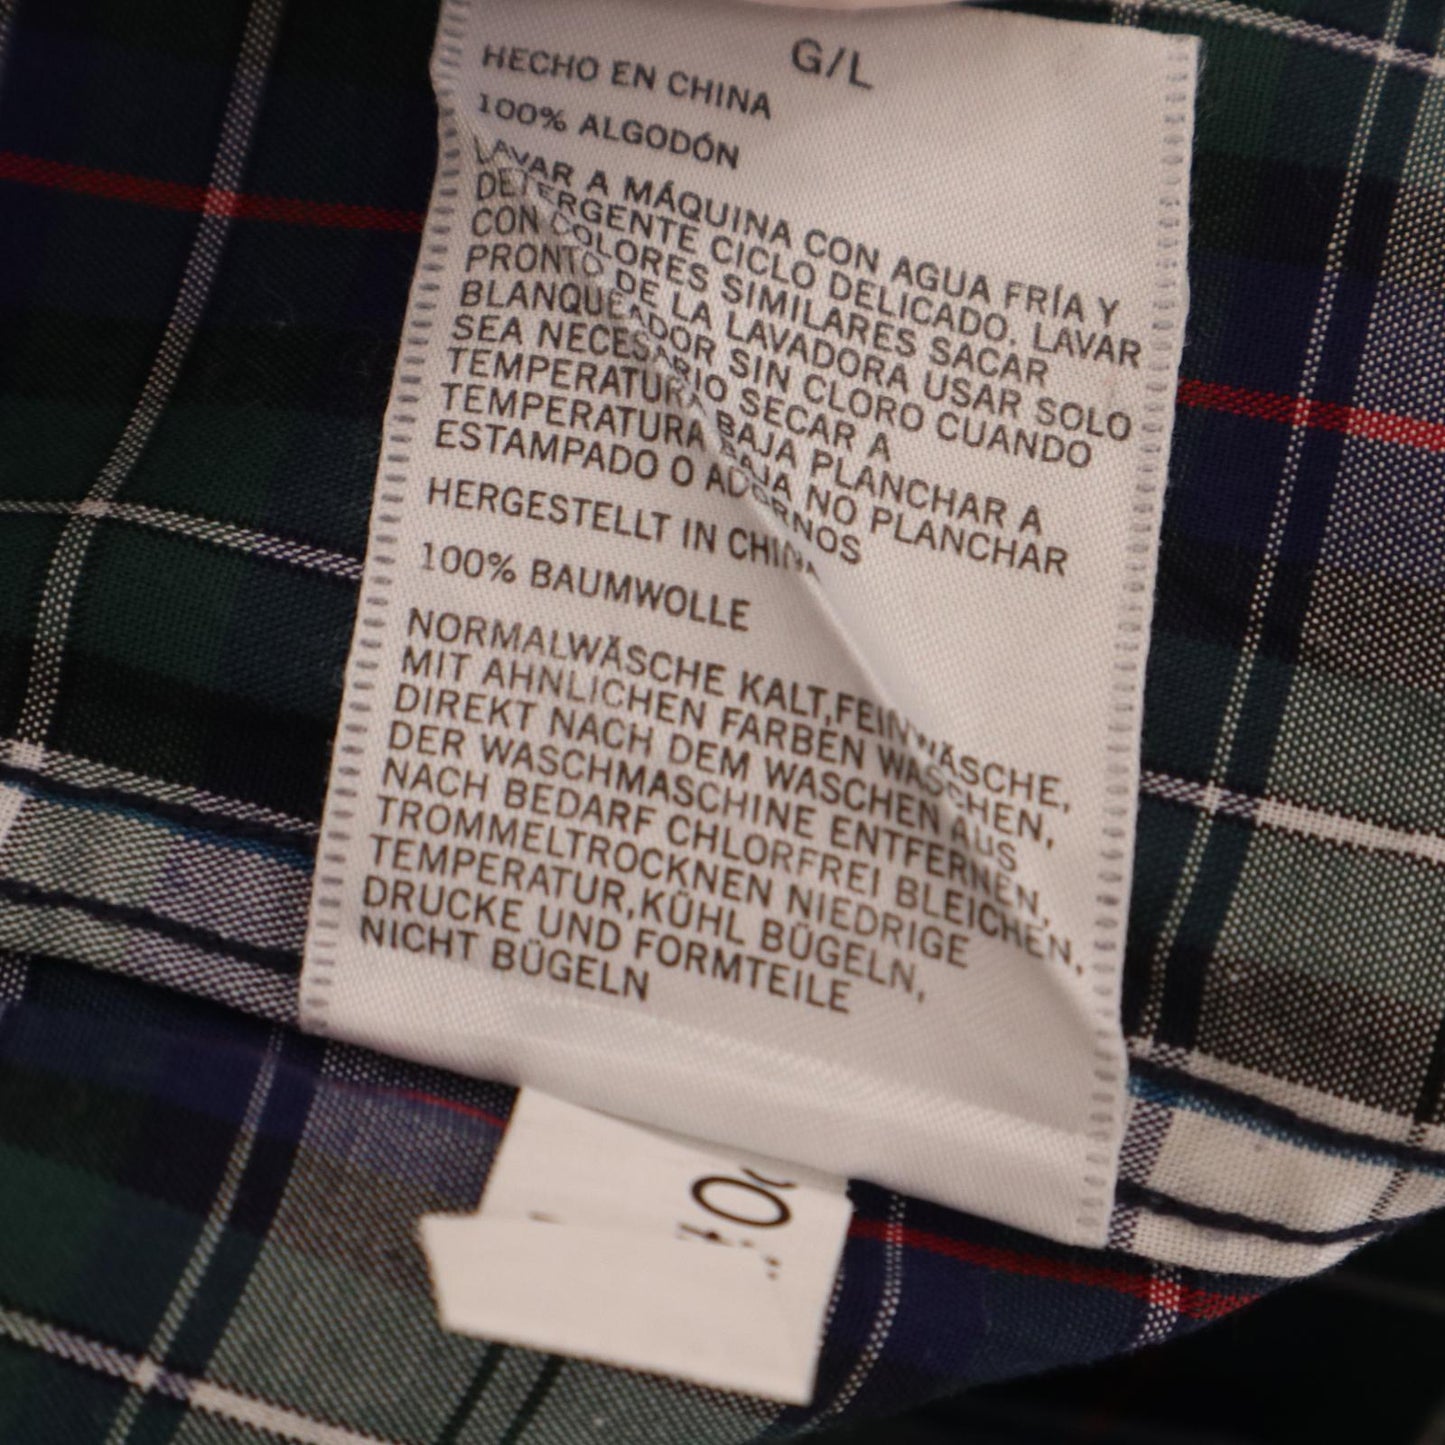 G/L
HECHO EN CHINA
100% ALGODÓN
LAVAR A MÁQUINA CON AGUA FRÍA Y
DETERGENTE CICLO DELICADO. LAVAR
CON COLORES SIMILARES SACAR
PRONTO DE LA LAVADORA USAR SOLO
BLANQUEADOR SIN CLORO CUANDO
SEA NECESARIO SECAR A
TEMPERATURA BAJA PLANCHAR A
TEMPERATURA BAJA NO PLANCHAR
ESTAMPADO O ADORNOS
HERGESTELLT IN CHINA
100% BAUMWOLLE
NORMALWÄSCHE KALT,FEINWÄSCHE,
MIT AHNLICHEN FARBEN WASCHEN,
DIREKT NACH DEM WASCHEN AUS
DER WASCHMASCHINE ENTFERNEN,
NACH BEDARF CHLORFREI BLEICHEN,
TROMMELTROCKNEN NIEDRIGE
TEMPERATUR,KÜHL BÜGELN,
DRUCKE UND FORMTEILE
NICHT BÜGELN